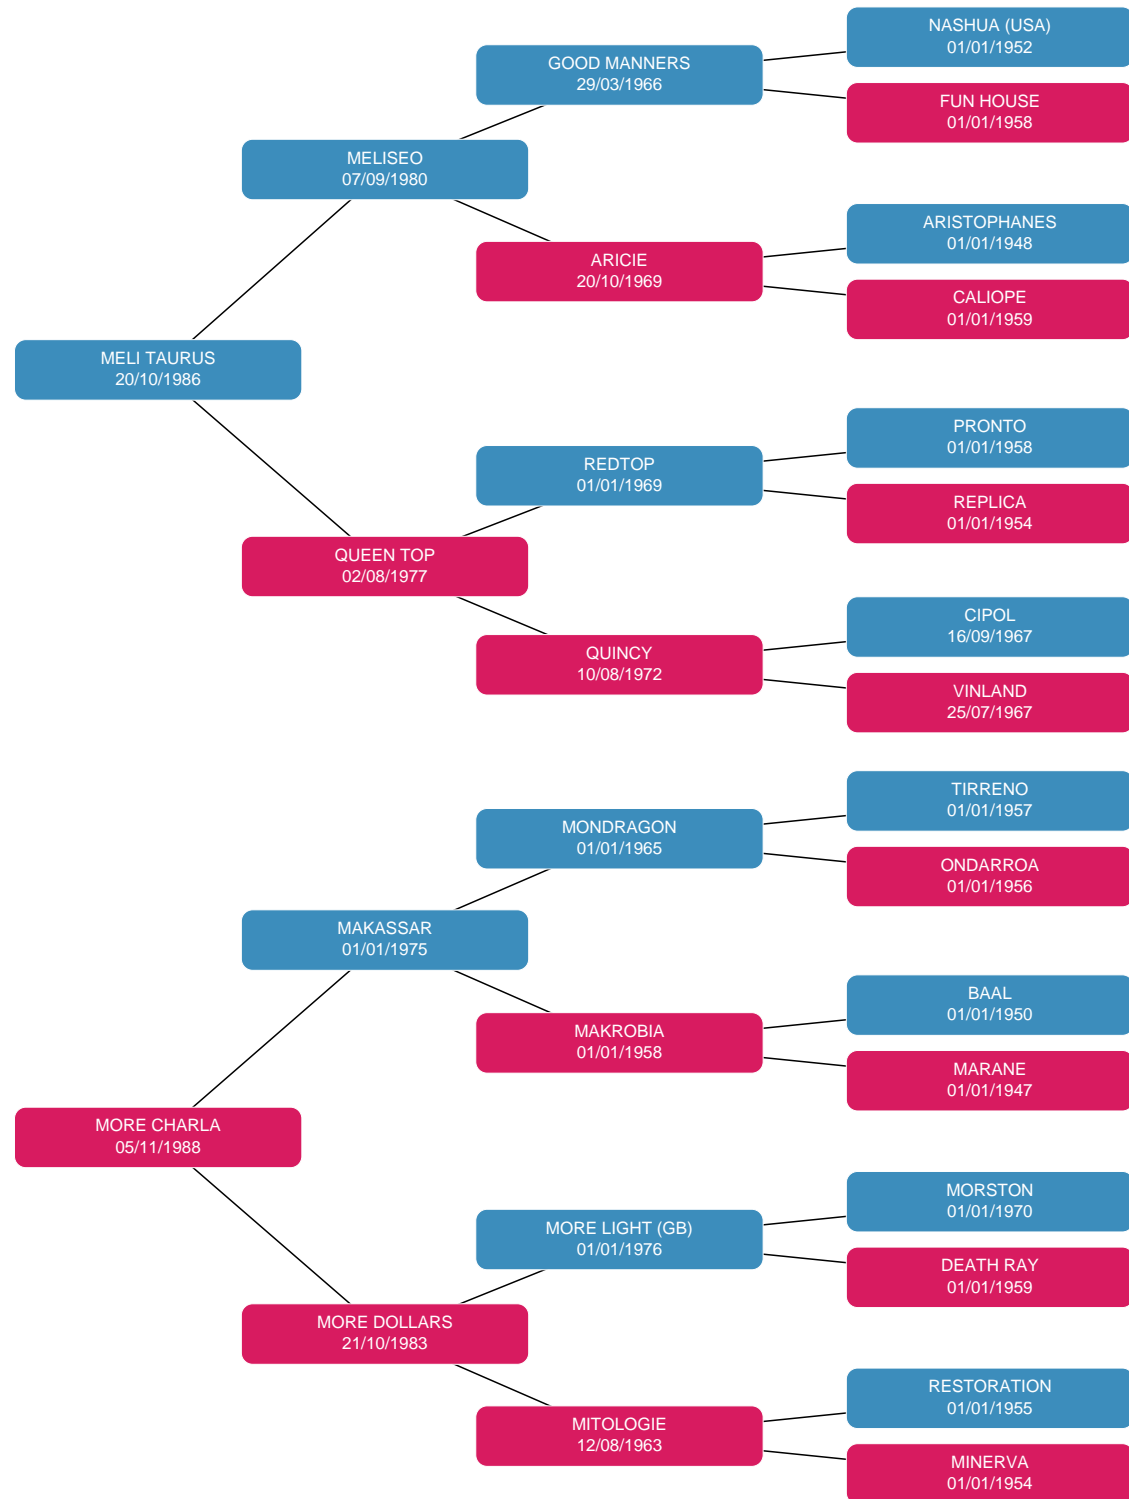 NASHUA (USA)
01/01/1952
GOOD MANNERS
29/03/1966
FUN HOUSE
01/01/1958
MELISEO
07/09/1980
ARISTOPHANES
01/01/1948
ARICIE
20/10/1969
CALIOPE
01/01/1959
MELI TAURUS
20/10/1986
PRONTO
01/01/1958
REDTOP
01/01/1969
REPLICA
01/01/1954
QUEEN TOP
02/08/1977
CIPOL
16/09/1967
QUINCY
10/08/1972
VINLAND
25/07/1967
TIRRENO
01/01/1957
MONDRAGON
01/01/1965
ONDARROA
01/01/1956
MAKASSAR
01/01/1975
BAAL
01/01/1950
MAKROBIA
01/01/1958
MARANE
01/01/1947
MORE CHARLA
05/11/1988
MORSTON
01/01/1970
MORE LIGHT (GB)
01/01/1976
DEATH RAY
01/01/1959
MORE DOLLARS
21/10/1983
RESTORATION
01/01/1955
MITOLOGIE
12/08/1963
MINERVA
01/01/1954